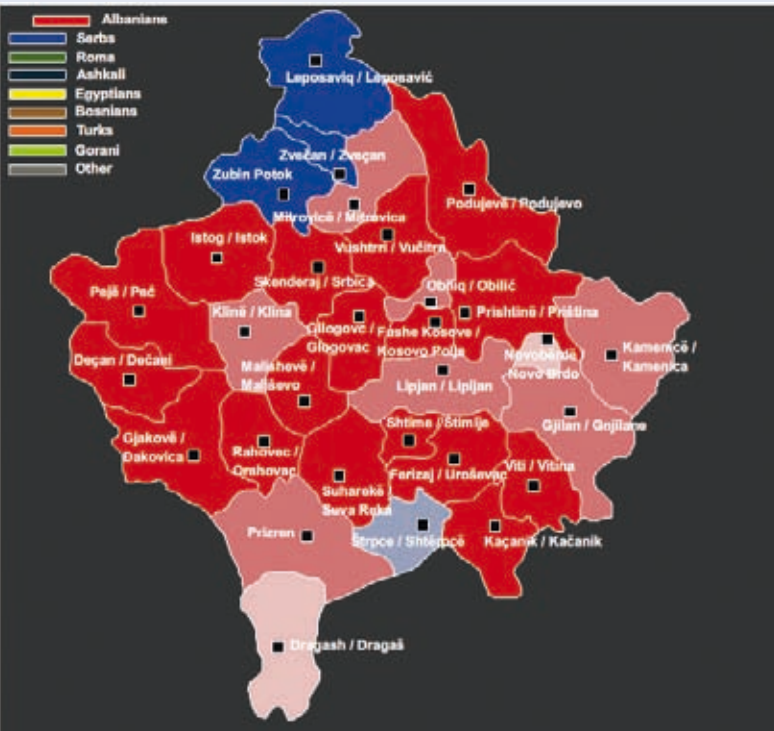 Albanians
Serbs
Roma
Ashkali
Egyptians
Bosnians
Turks
Gorani
Other
Leposaviq / Leposavić
Zvečan / Zveçan
Zubin Potok
Mitrovicë / Mitrovica
Podujevë / Podujevo
Istog / Istok
Vushtrri / Vučitrn
Skenderaj / Srbica
Obiliq / Obilić
Pejë / Peć
Klinë / Klina
Gllogovc /
Glogovac
Fushe Kosove /
Kosovo Polje
Prishtinë / Priština
Novobërdë /
Novo Brdo
Kamenicë /
Kamenica
Deçan / Dečani
Malishevë /
Mališevo
Lipjan / Lipljan
Gjilan / Gnjilane
Shtime / Štimlje
Gjakovë /
Đakovica
Rahovec /
Orahovac
Ferizaj / Uroševac
Viti / Vitina
Suharekë /
Suva Reka
Prizren
Štrpce / Shtërpcë
Kaçanik / Kačanik
Dragash / Dragaš